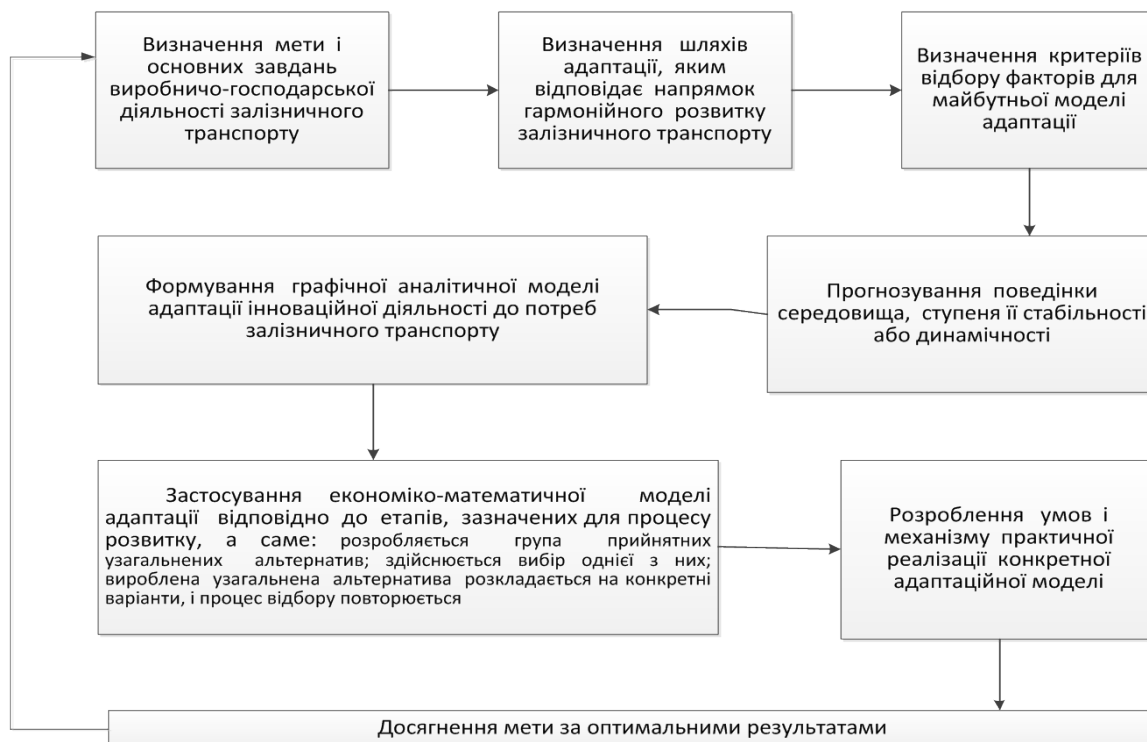 Визначення мети і
основних завдань
виробничо-господарської
діяльності залізничного
транспорту
Визначення шляхів
адаптації, яким
відповідає напрямок
гармонійного розвитку
залізничного транспорту
Визначення критеріїв
відбору факторів для
майбутньої моделі
адаптації
Прогнозування поведінки
середовища, ступеня її стабільності
або динамічності
Формування графічної аналітичної моделі
адаптації інноваційної діяльності до потреб
залізничного транспорту
Застосування економіко-математичної моделі
адаптації відповідно до етапів, зазначених для процесу
розвитку, а саме: розробляється група прийнятних
узагальнених альтернатив; здійснюється вибір однієї з них;
вироблена узагальнена альтернатива розкладається на конкретні
варіанти, і процес відбору повторюється
Розроблення умов і
механізму практичної
реалізації конкретної
адаптаційної моделі
Досягнення мети за оптимальними результатами